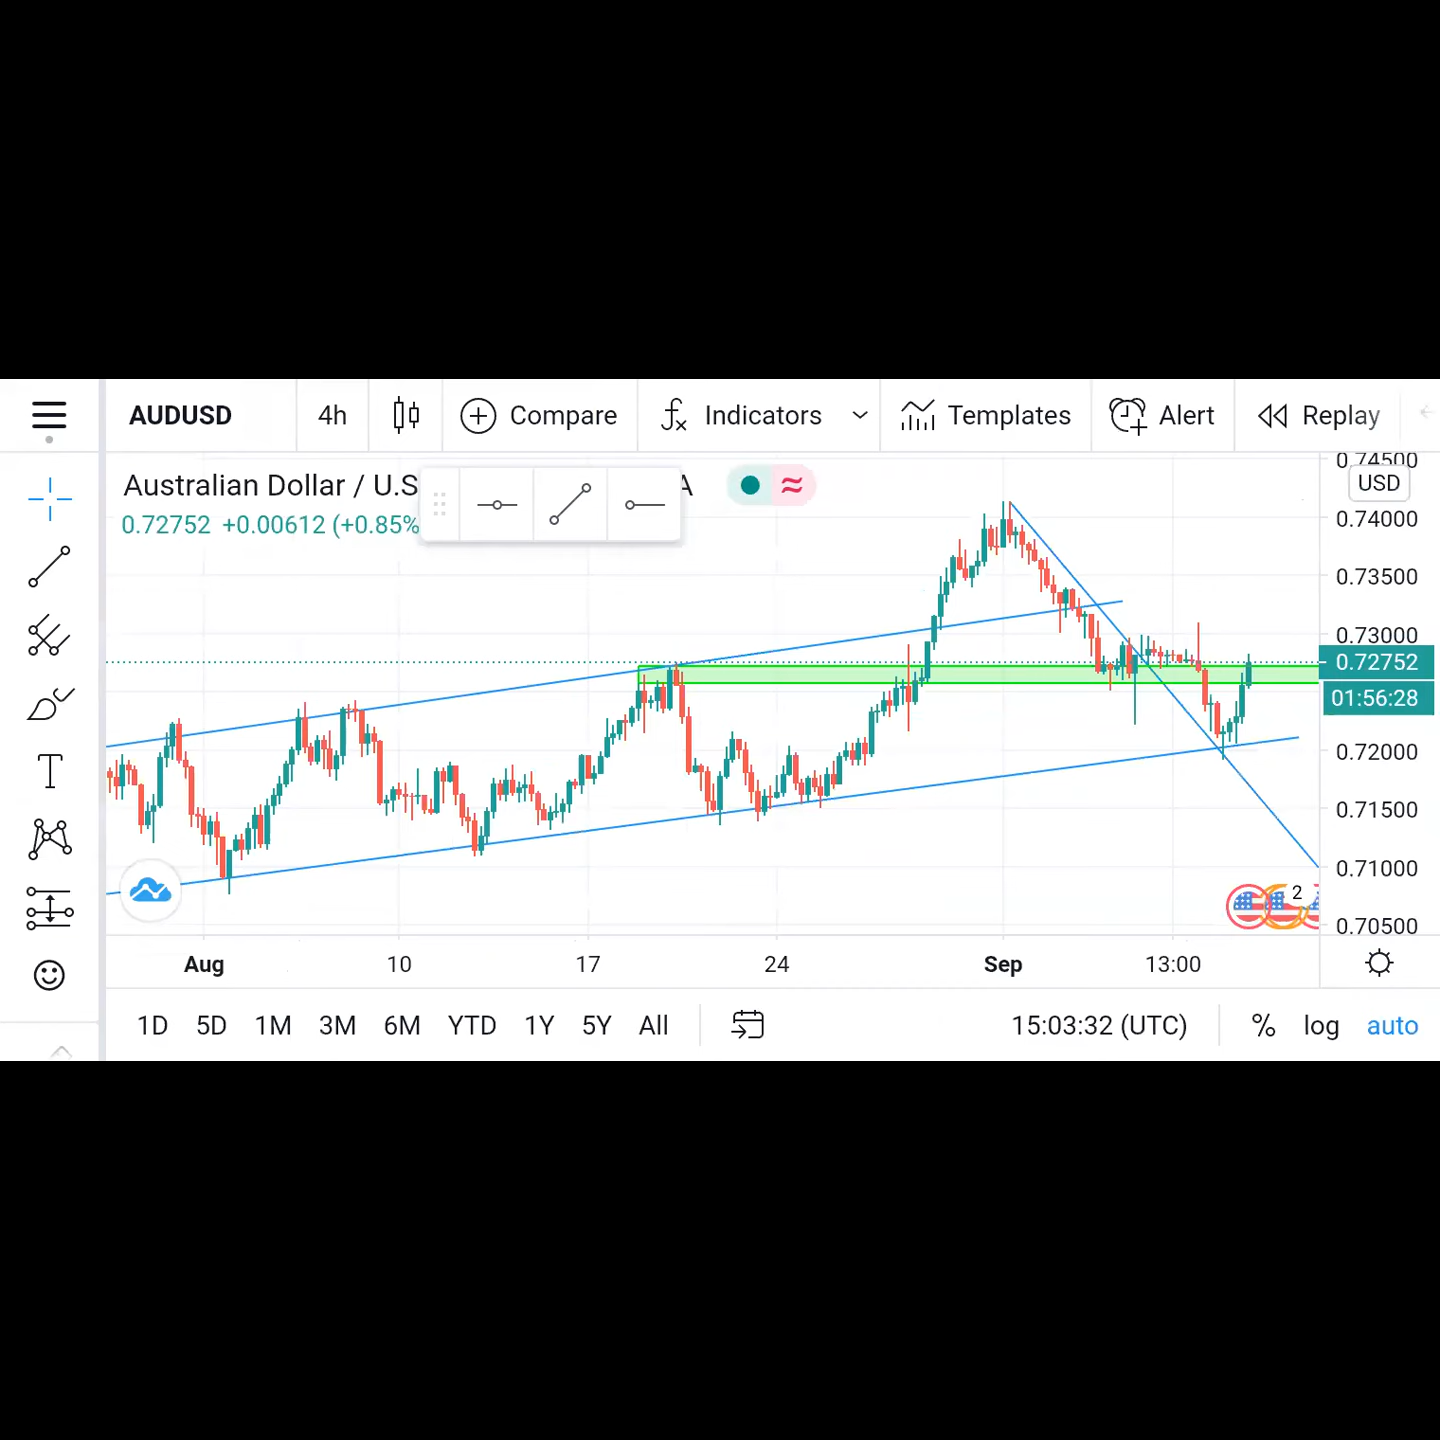 AUDUSD 4h Compare Indicators Templates Alert Replay
Australian Dollar / U.S A
0.72752 +0.00612 (+0.85%
0.74500
USD
0.74000
0.73500
0.73000
0.72752
01:56:28
0.72000
0.71500
0.71000
2
0.70500
Aug 10 17 24 Sep 13:00
1D 5D 1M 3M 6M YTD 1Y 5Y All 15:03:32 (UTC) % log auto